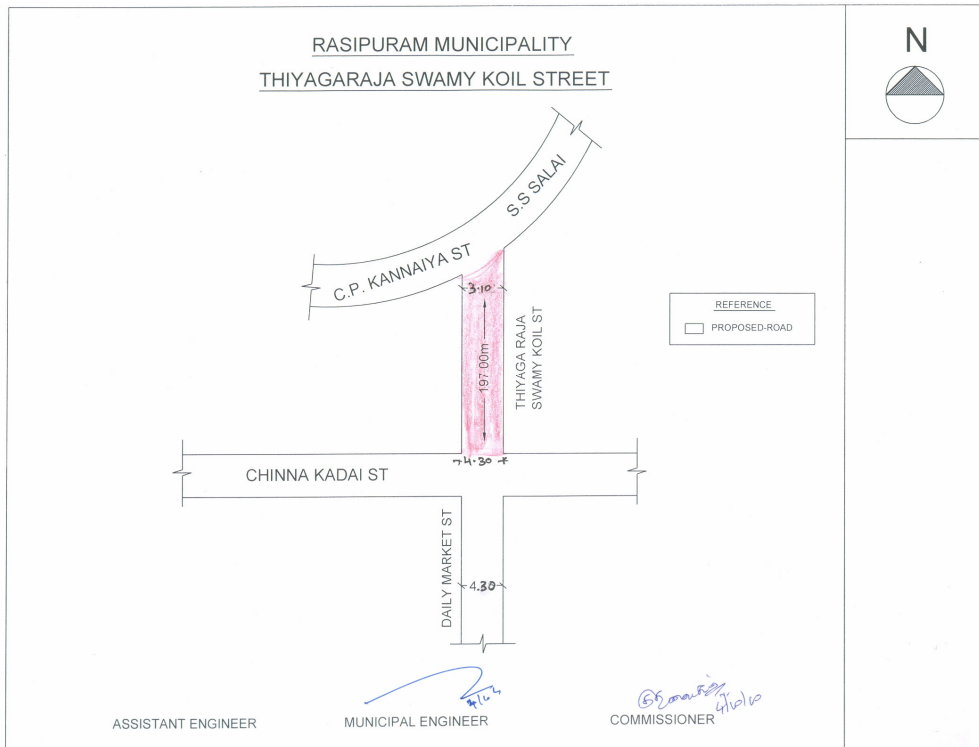 RASIPURAM MUNICIPALITY
THIYAGARAJA SWAMY KOIL STREET
N
S.S SALAI
C.P. KANNAIYA ST
3.10
197.00m
THIYAGA RAJA
SWAMY KOIL ST
REFERENCE
PROPOSED-ROAD
4.30
CHINNA KADAI ST
DAILY MARKET ST
4.30
ASSISTANT ENGINEER
MUNICIPAL ENGINEER
COMMISSIONER